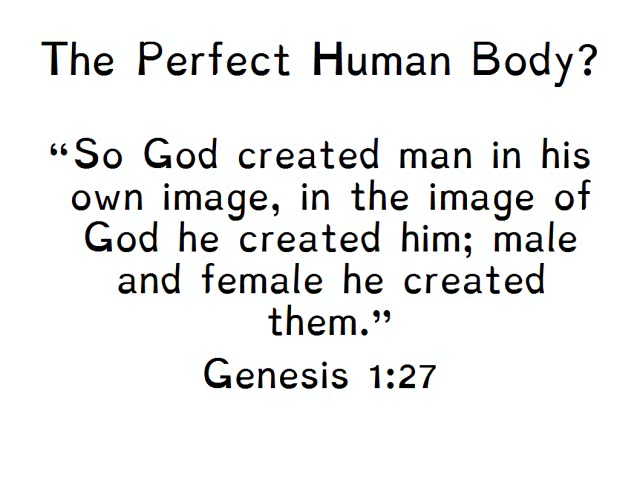 The Perfect Human Body?
“So God created man in his
own image, in the image of
God he created him; male
and female he created
them.”
Genesis 1:27